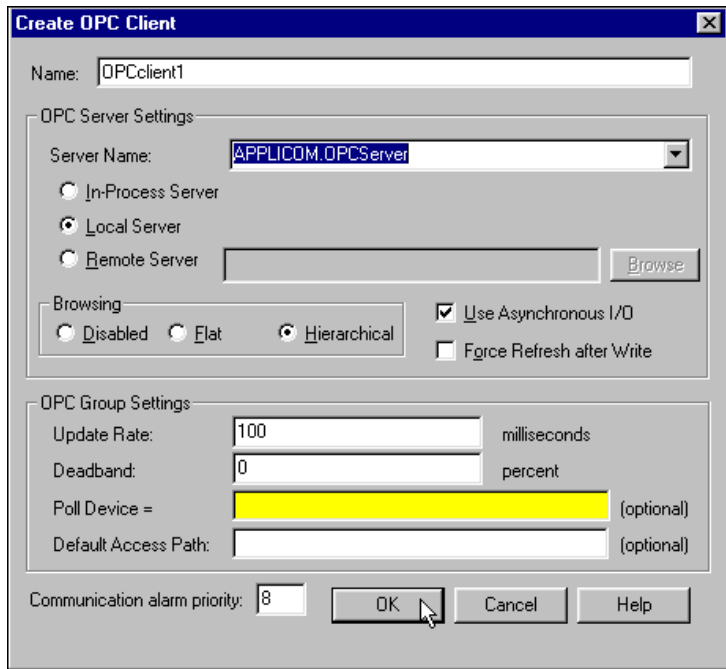 Create OPC Client
Name: OPCclient1
OPC Server Settings
Server Name: APPLICOM.OPCServer
In-Process Server
Local Server
Remote Server Browse
Browsing
Disabled Flat Hierarchical
Use Asynchronous I/O
Force Refresh after Write
OPC Group Settings
Update Rate: 100 milliseconds
Deadband: 0 percent
Poll Device = (optional)
Default Access Path: (optional)
Communication alarm priority: 8 OK Cancel Help